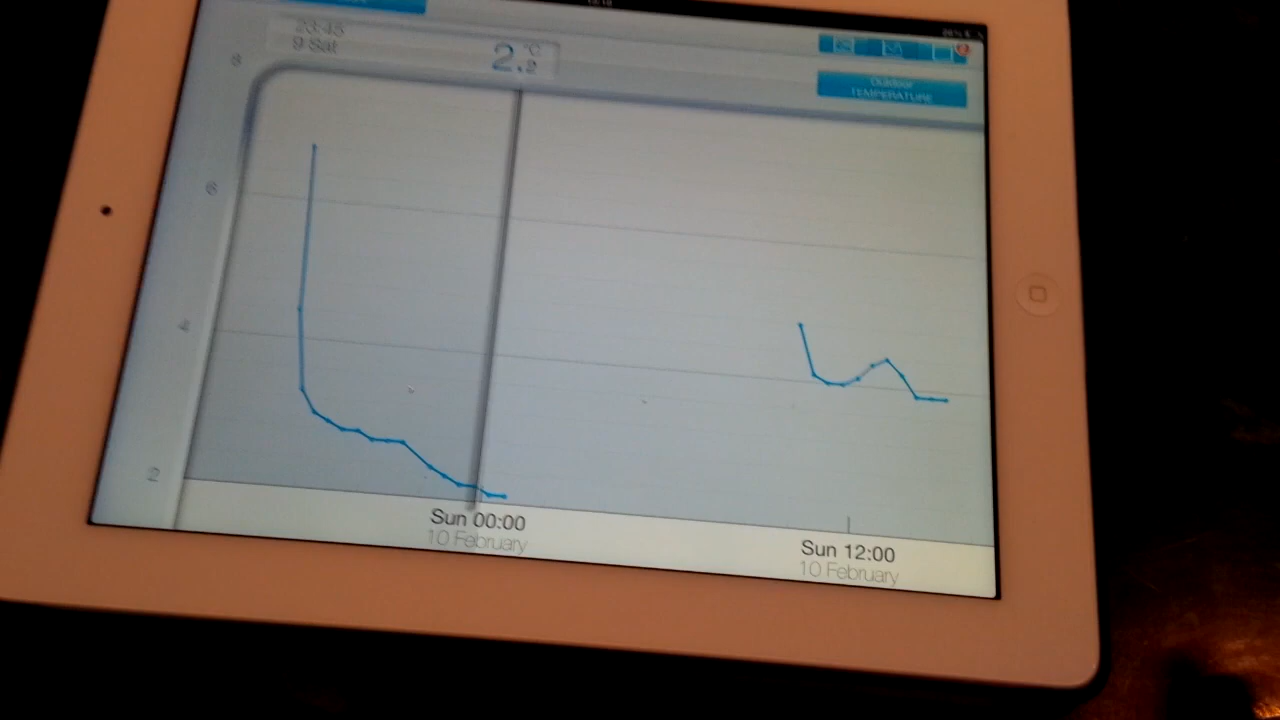 23:45
9 Sat
2.2 °C
2
Outdoor
TEMPERATURE
8
6
4
2
Sun 00:00
10 February
Sun 12:00
10 February